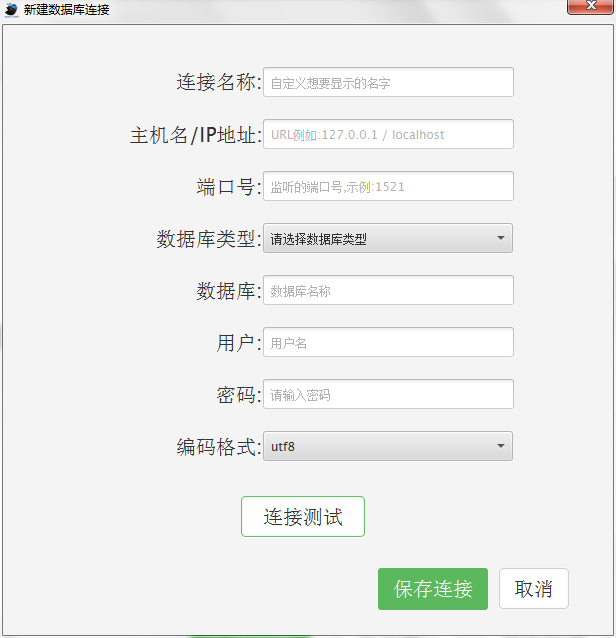 新建数据库连接
连接名称: 自定义想要显示的名字
主机名/IP地址: URL例如:127.0.0.1 / localhost
端口号: 监听的端口号,示例:1521
数据库类型: 请选择数据库类型
数据库: 数据库名称
用户: 用户名
密码: 请输入密码
编码格式: utf8
连接测试
保存连接 取消